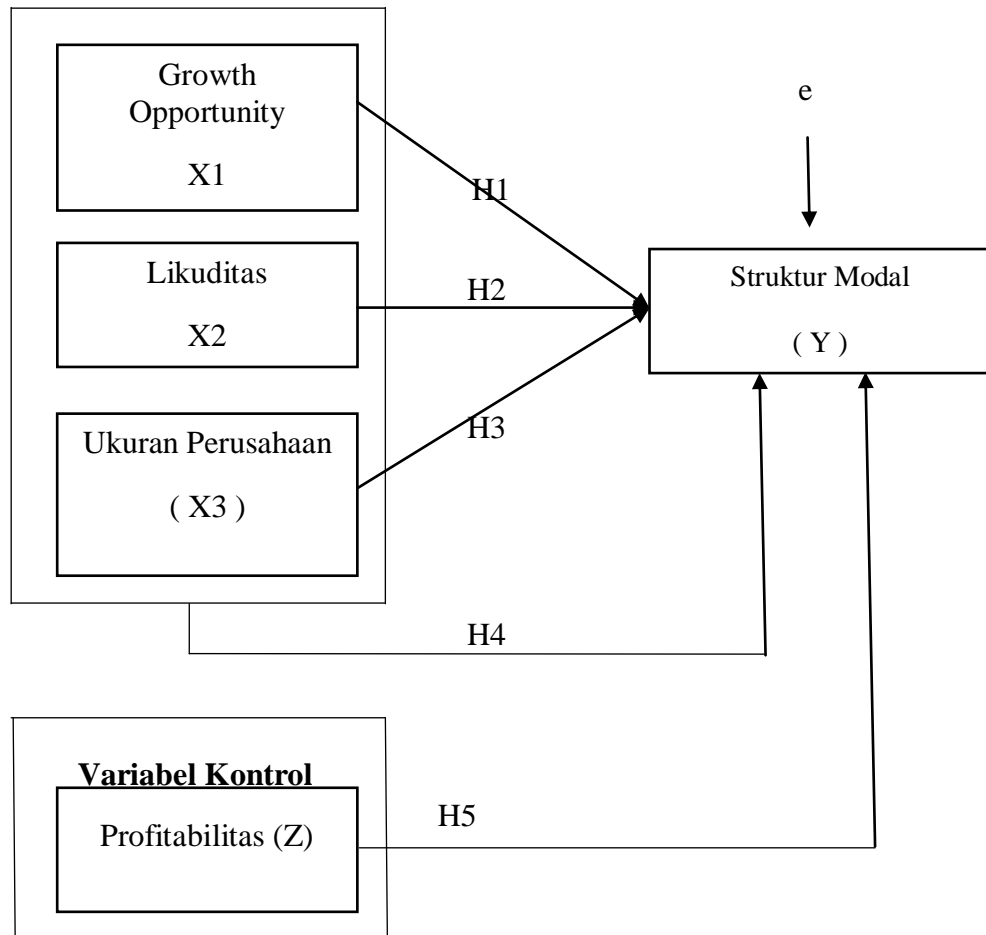 Growth
Opportunity
X1
e
H1
Likuditas
X2
H2
Struktur Modal
( Y )
Ukuran Perusahaan
( X3 )
H3
H4
Variabel Kontrol
Profitabilitas (Z)
H5